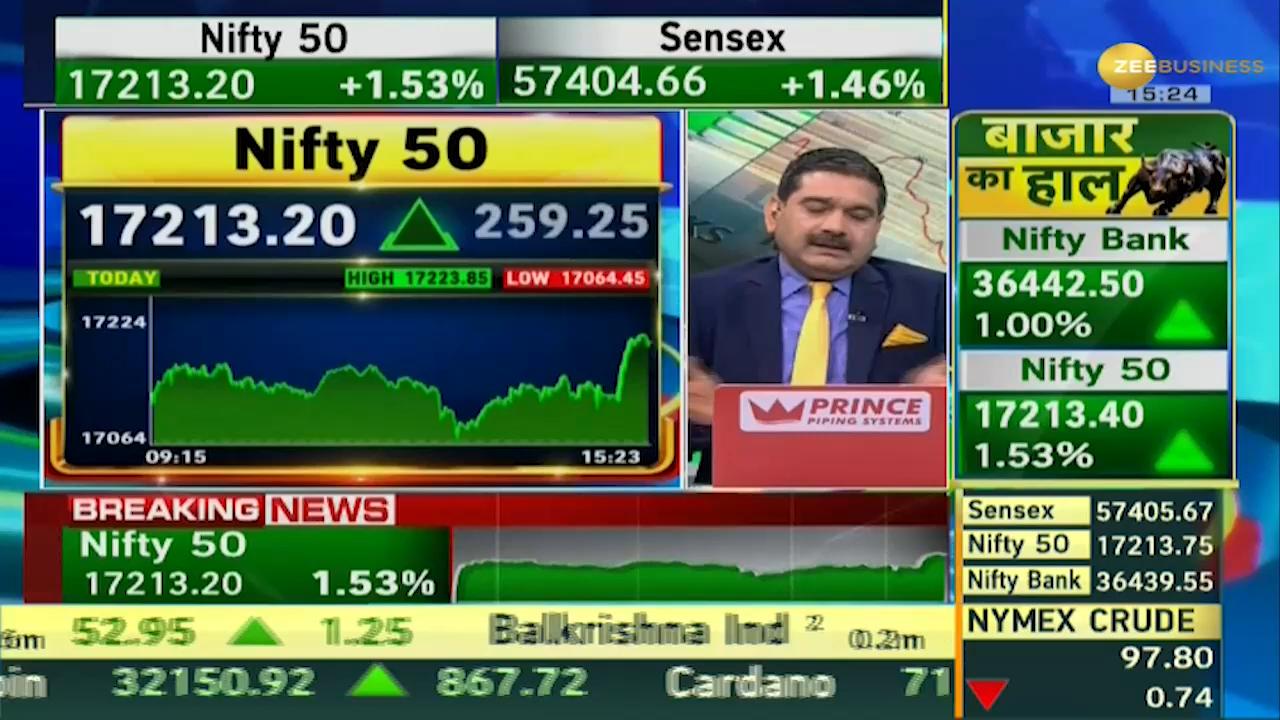 Nifty 50
17213.20 +1.53%
Sensex
57404.66 +1.46%
ZEEBUSINESS
15:24
Nifty 50
17213.20 259.25
TODAY HIGH 17223.85 LOW 17064.45
17224
17064
09:15 15:23
PRINCE
PIPING SYSTEMS
बाजार
का हाल
Nifty Bank
36442.50
1.00%
Nifty 50
17213.40
1.53%
BREAKING NEWS
Nifty 50
17213.20 1.53%
Sensex 57405.67
Nifty 50 17213.75
Nifty Bank 36439.55
NYMEX CRUDE
97.80
0.74
52.95 1.25 Balkrishna Ind
32150.92 867.72 Cardano 71